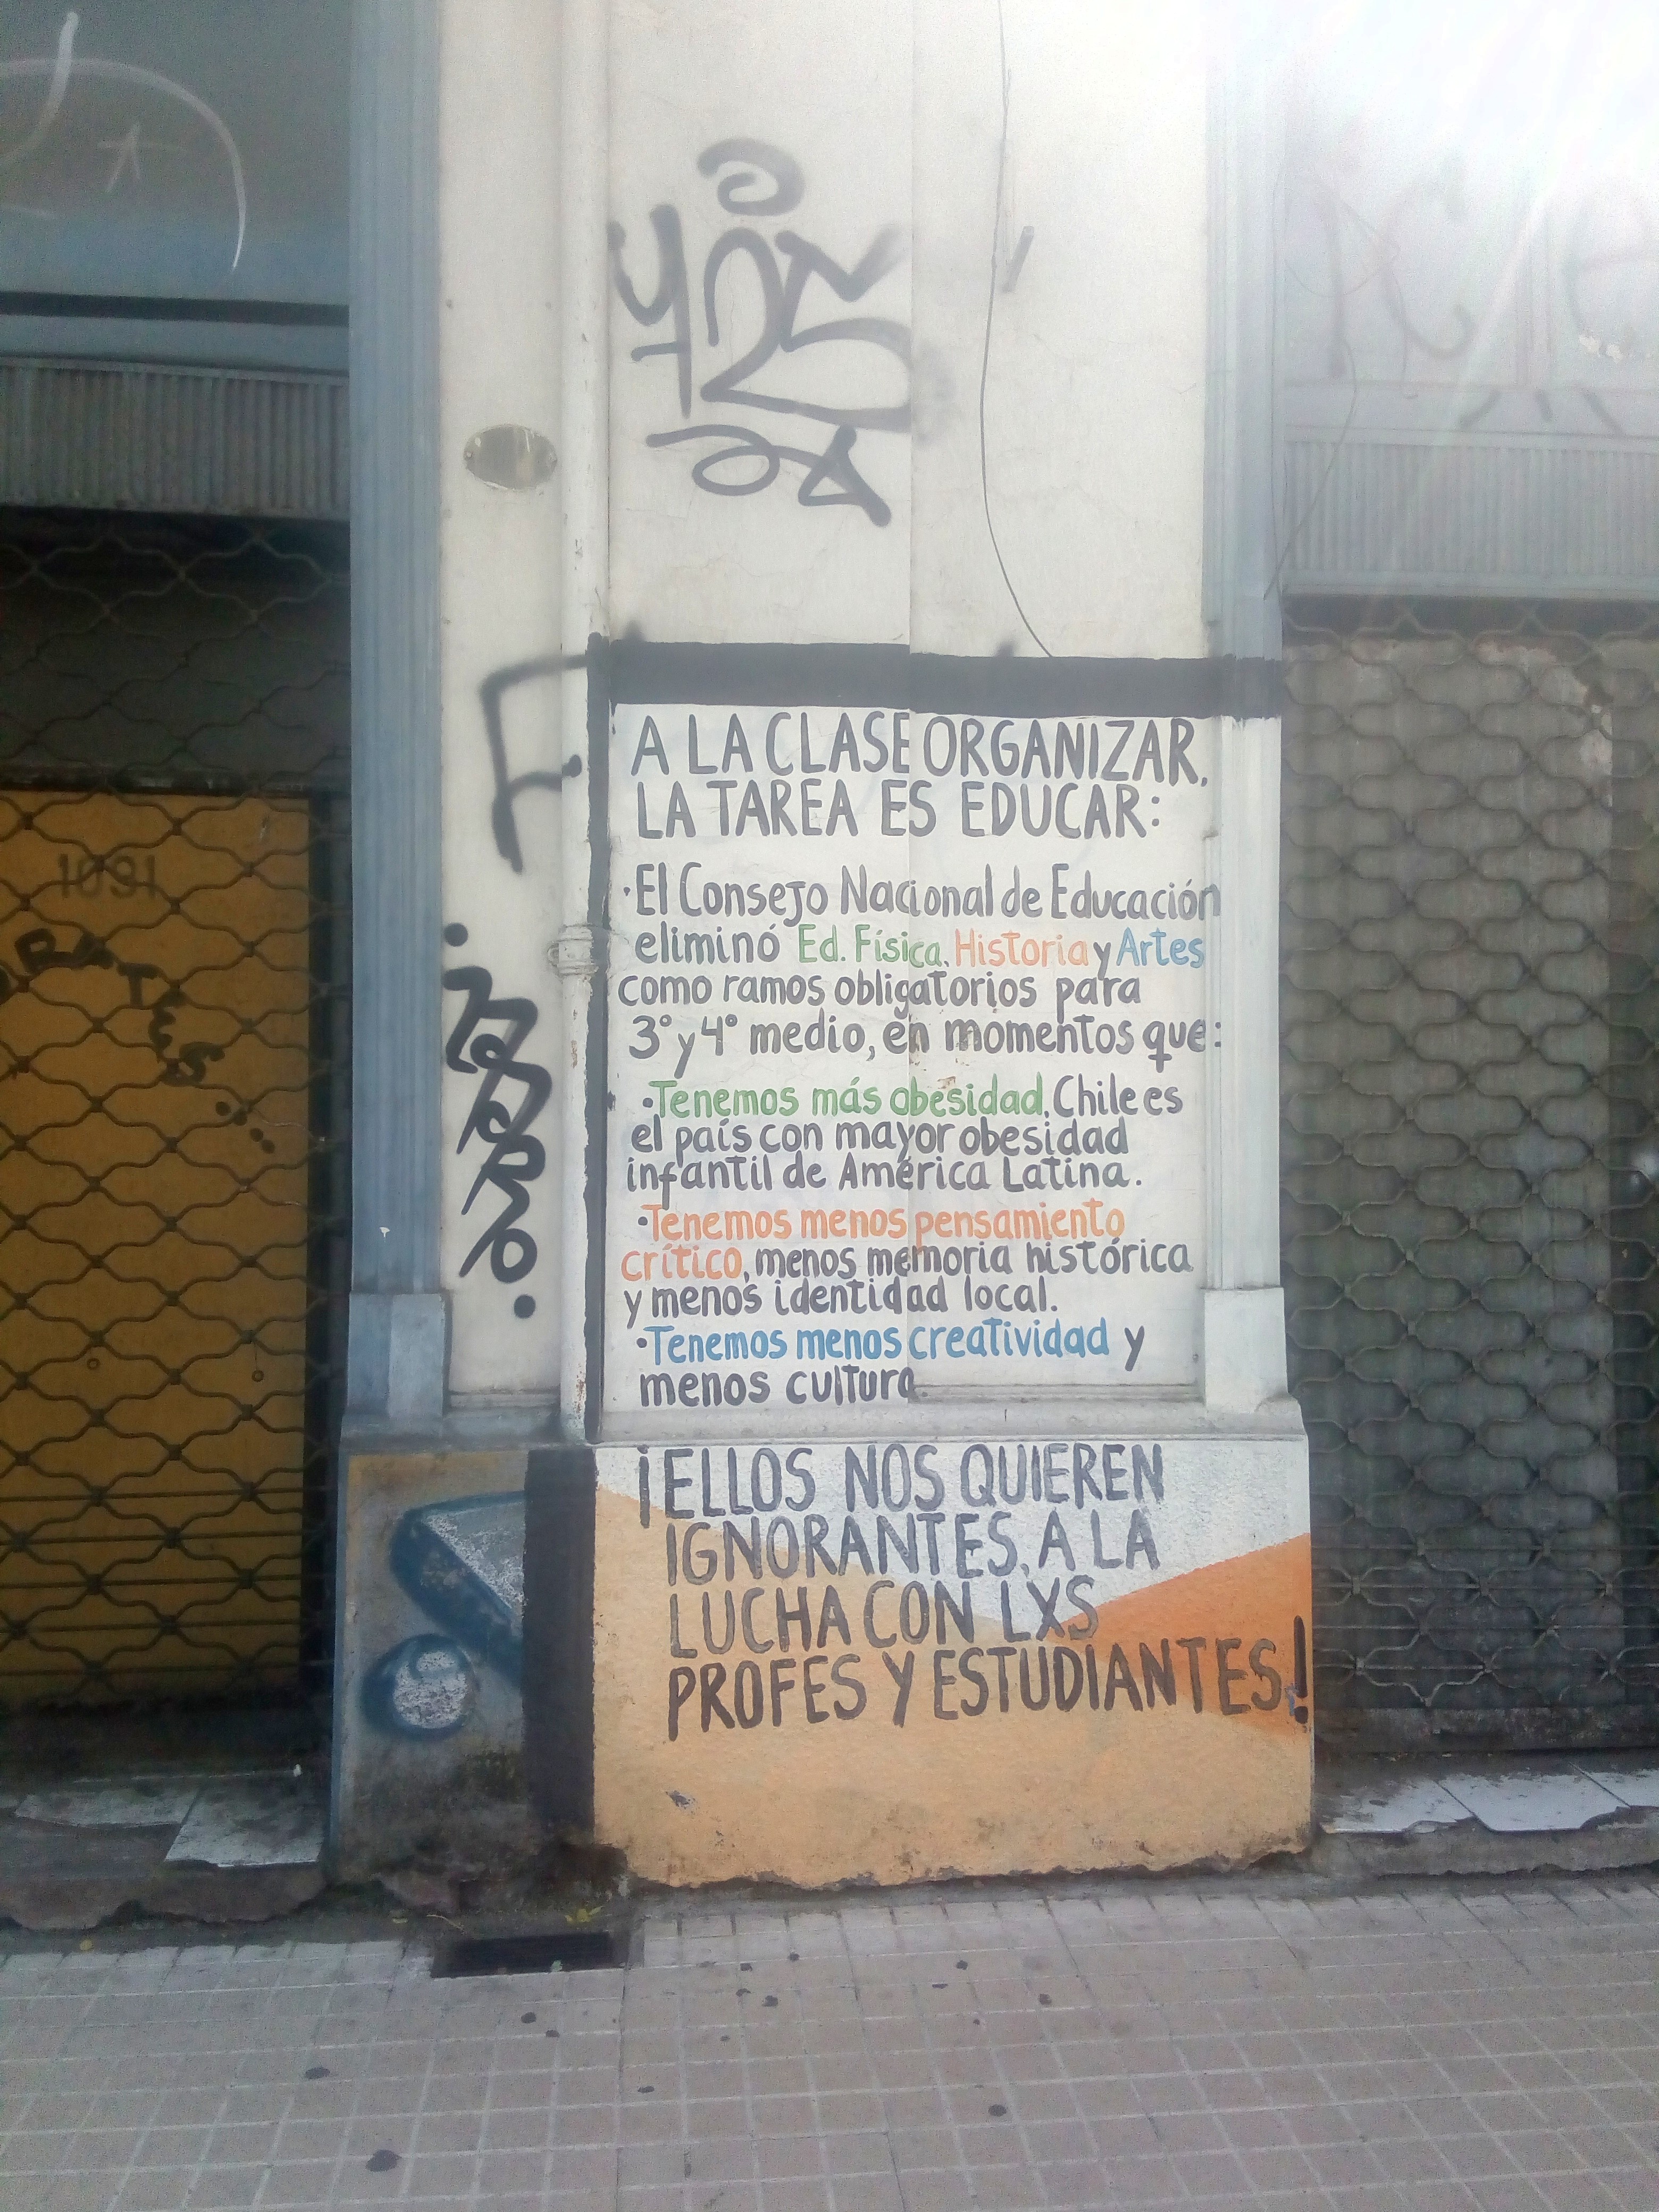 A LA CLASE ORGANIZAR,
LA TAREA ES EDUCAR:
·El Consejo Nacional de Educación
eliminó Ed. Física, Historia y Artes
como ramos obligatorios para
3° y 4° medio, en momentos que:
·Tenemos más obesidad, Chile es
el país con mayor obesidad
infantil de América Latina.
·Tenemos menos pensamiento
crítico, menos memoria histórica
y menos identidad local.
·Tenemos menos creatividad y
menos cultura.
¡ELLOS NOS QUIEREN
IGNORANTES, A LA
LUCHA CON LXS
PROFES Y ESTUDIANTES!
1091